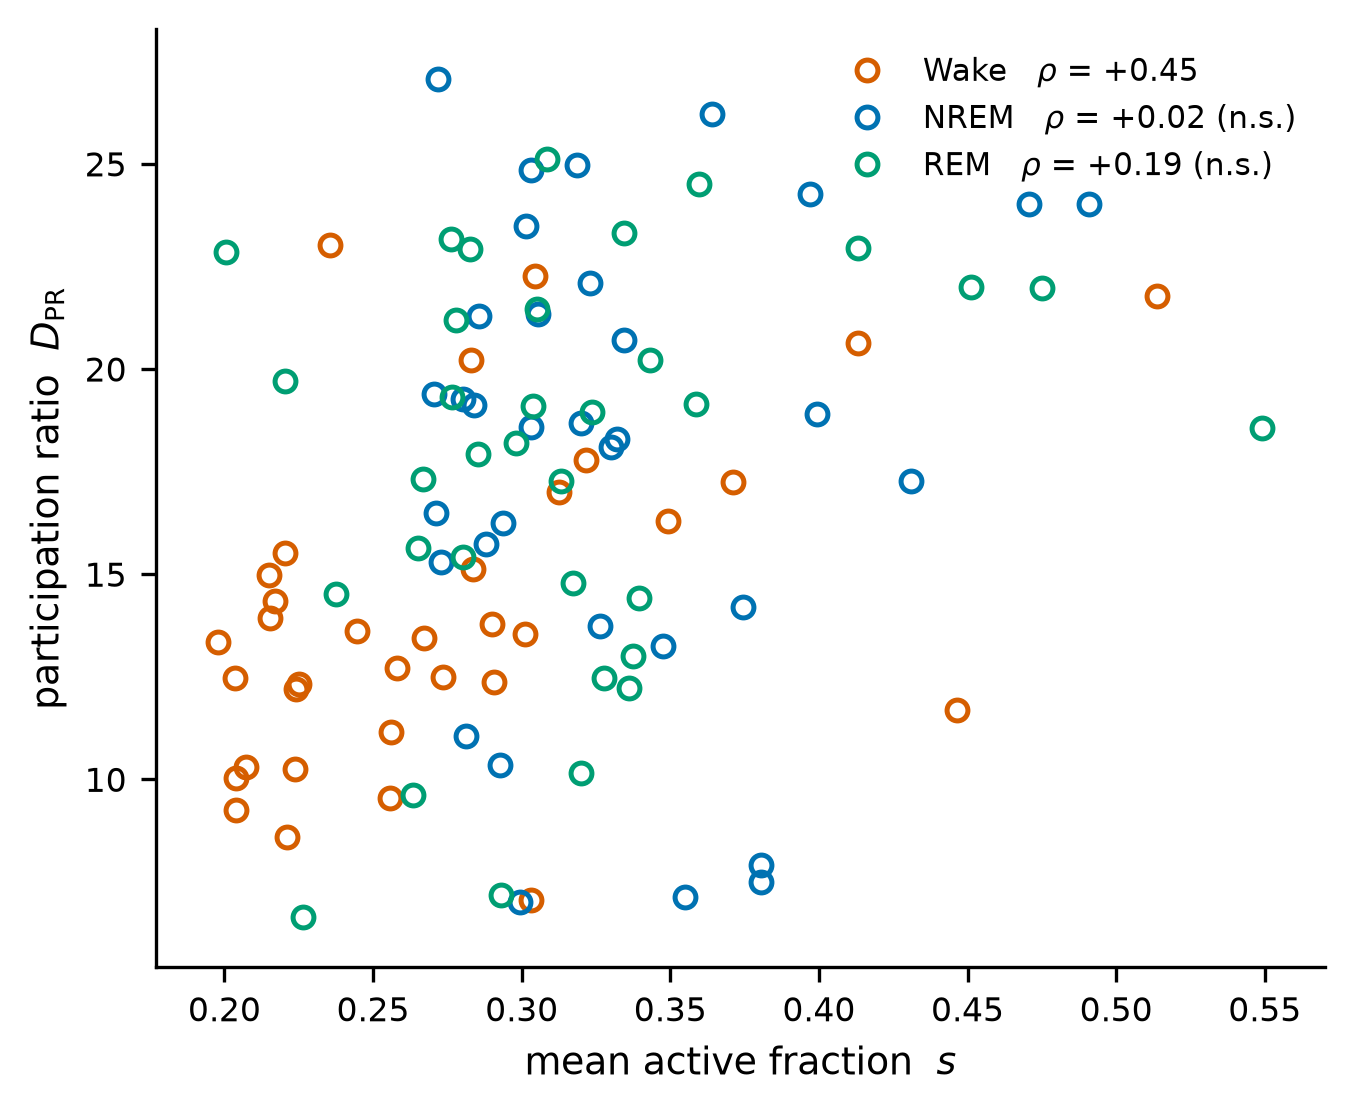 Wake ρ = +0.45
NREM ρ = +0.02 (n.s.)
REM ρ = +0.19 (n.s.)
participation ratio D_PR
25
20
15
10
0.20 0.25 0.30 0.35 0.40 0.45 0.50 0.55
mean active fraction s